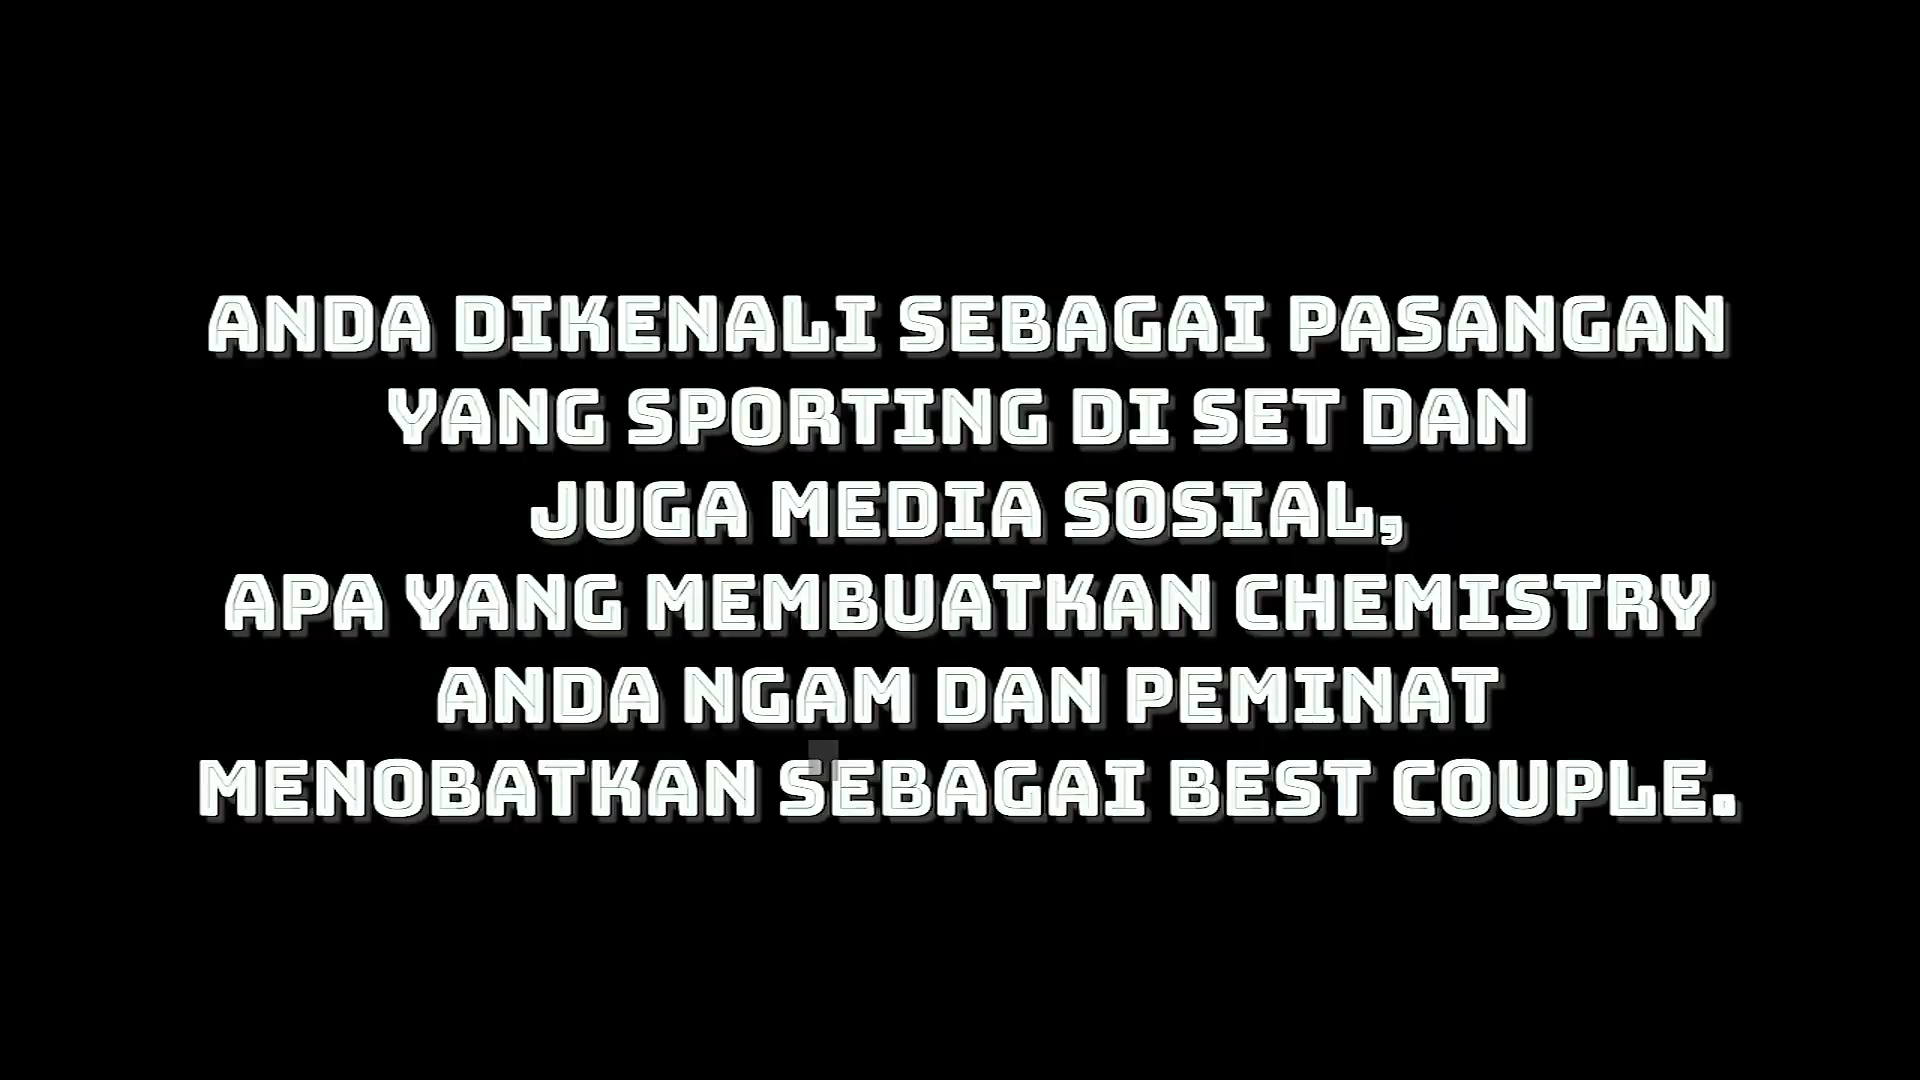 ANDA DIKENALI SEBAGAI PASANGAN
YANG SPORTING DI SET DAN
JUGA MEDIA SOSIAL,
APA YANG MEMBUATKAN CHEMISTRY
ANDA NGAM DAN PEMINAT
MENOBATKAN SEBAGAI BEST COUPLE.